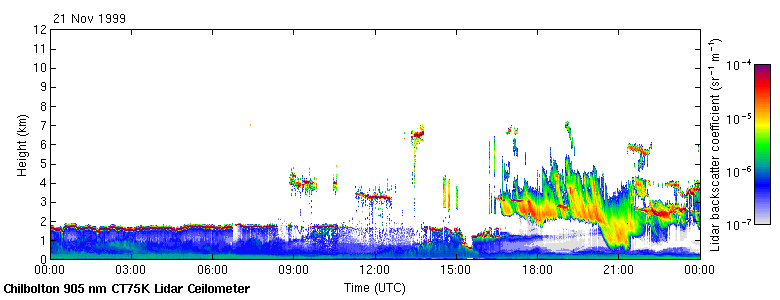 21 Nov 1999
12
11
10
9
8
7
6
5
4
3
2
1
0
Height (km)
00:00 03:00 06:00 09:00 12:00 15:00 18:00 21:00 00:00
Time (UTC)
10⁻⁴
10⁻⁵
10⁻⁶
10⁻⁷
Lidar backscatter coefficient (sr⁻¹ m⁻¹)
Chilbolton 905 nm CT75K Lidar Ceilometer